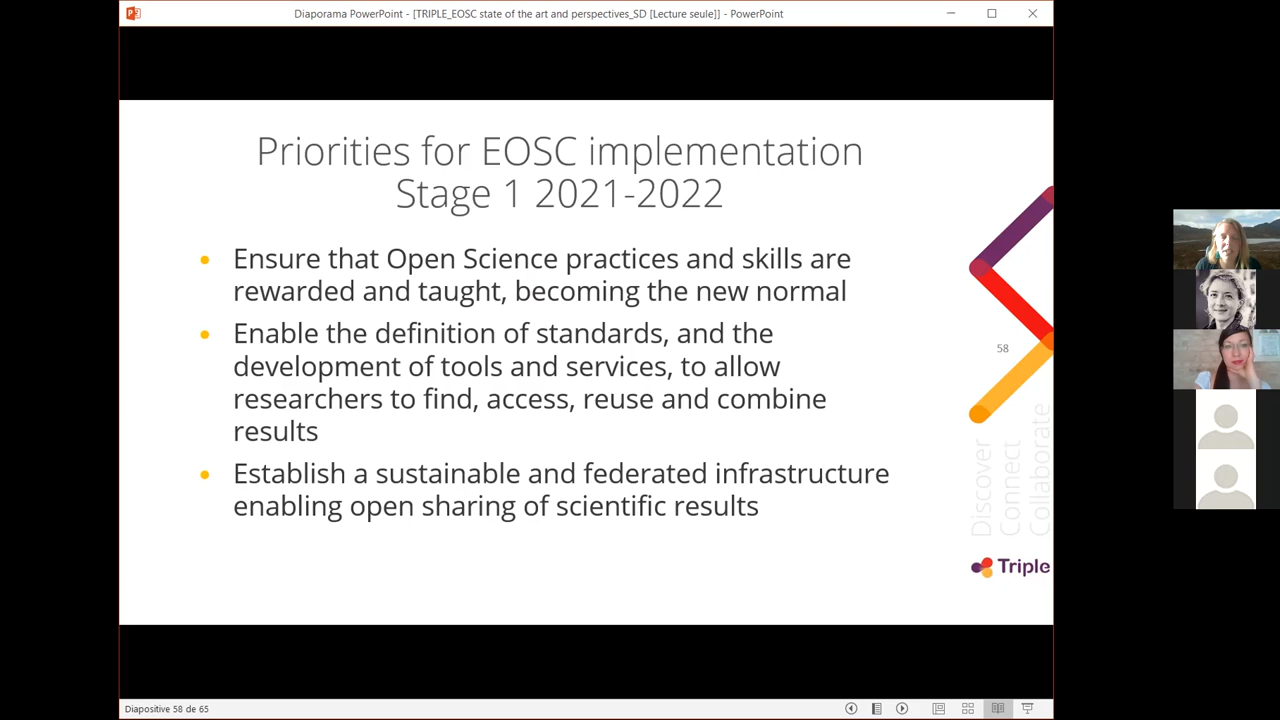 Diaporama PowerPoint - [TRIPLE_EOSC state of the art and perspectives_SD [Lecture seule]] - PowerPoint
Priorities for EOSC implementation
Stage 1 2021-2022
• Ensure that Open Science practices and skills are
rewarded and taught, becoming the new normal
• Enable the definition of standards, and the
development of tools and services, to allow
researchers to find, access, reuse and combine
results
• Establish a sustainable and federated infrastructure
enabling open sharing of scientific results
58
Discover
Connect
Collaborate
Triple
Diapositive 58 de 65